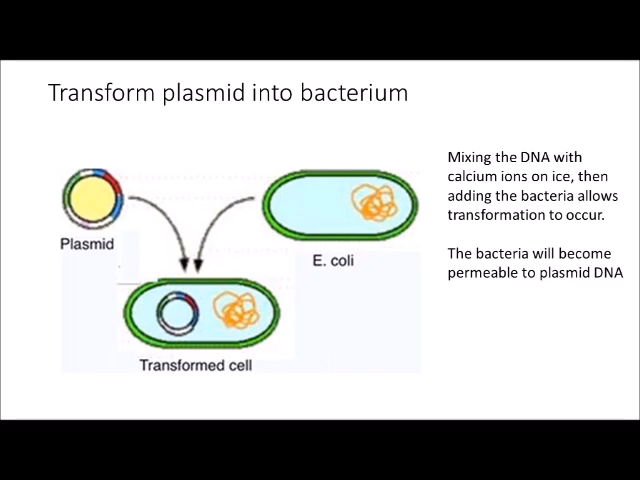 Transform plasmid into bacterium
Mixing the DNA with
calcium ions on ice, then
adding the bacteria allows
transformation to occur.
The bacteria will become
permeable to plasmid DNA
Plasmid
E. coli
Transformed cell